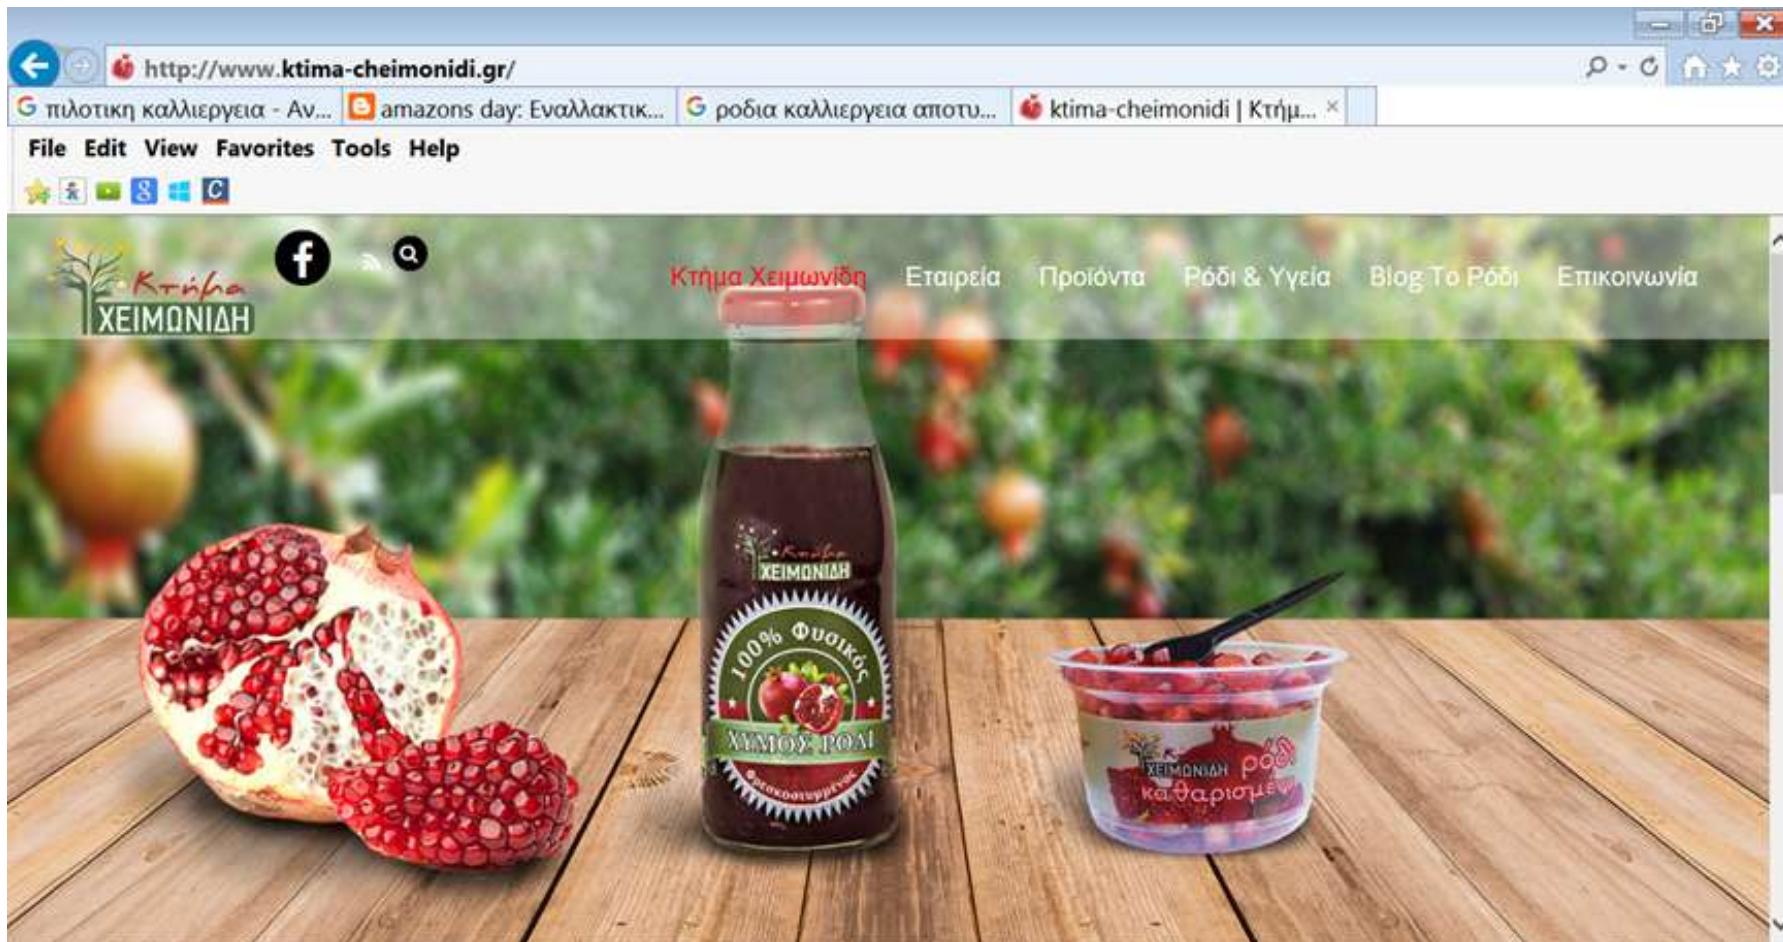 http://www.ktima-cheimonidi.gr/
πιλοτικη καλλιεργεια - Αν...
amazons day: Εναλλακτικ...
ροδια καλλιεργεια αποτυ...
ktima-cheimonidi | Κτήμ...
File Edit View Favorites Tools Help
Κτήμα
ΧΕΙΜΩΝΙΔΗ
Κτήμα Χειμωνίδη Εταιρεία Προϊόντα Ρόδι & Υγεία Blog Το Ρόδι Επικοινωνία
Κτήμα
ΧΕΙΜΩΝΙΔΗ
100% Φυσικός
ΧΥΜΟΣ ΡΟΔΙ
Φρεσκοστυμμένος
ΧΕΙΜΩΝΙΔΗ ρόδι
καθαρισμένο